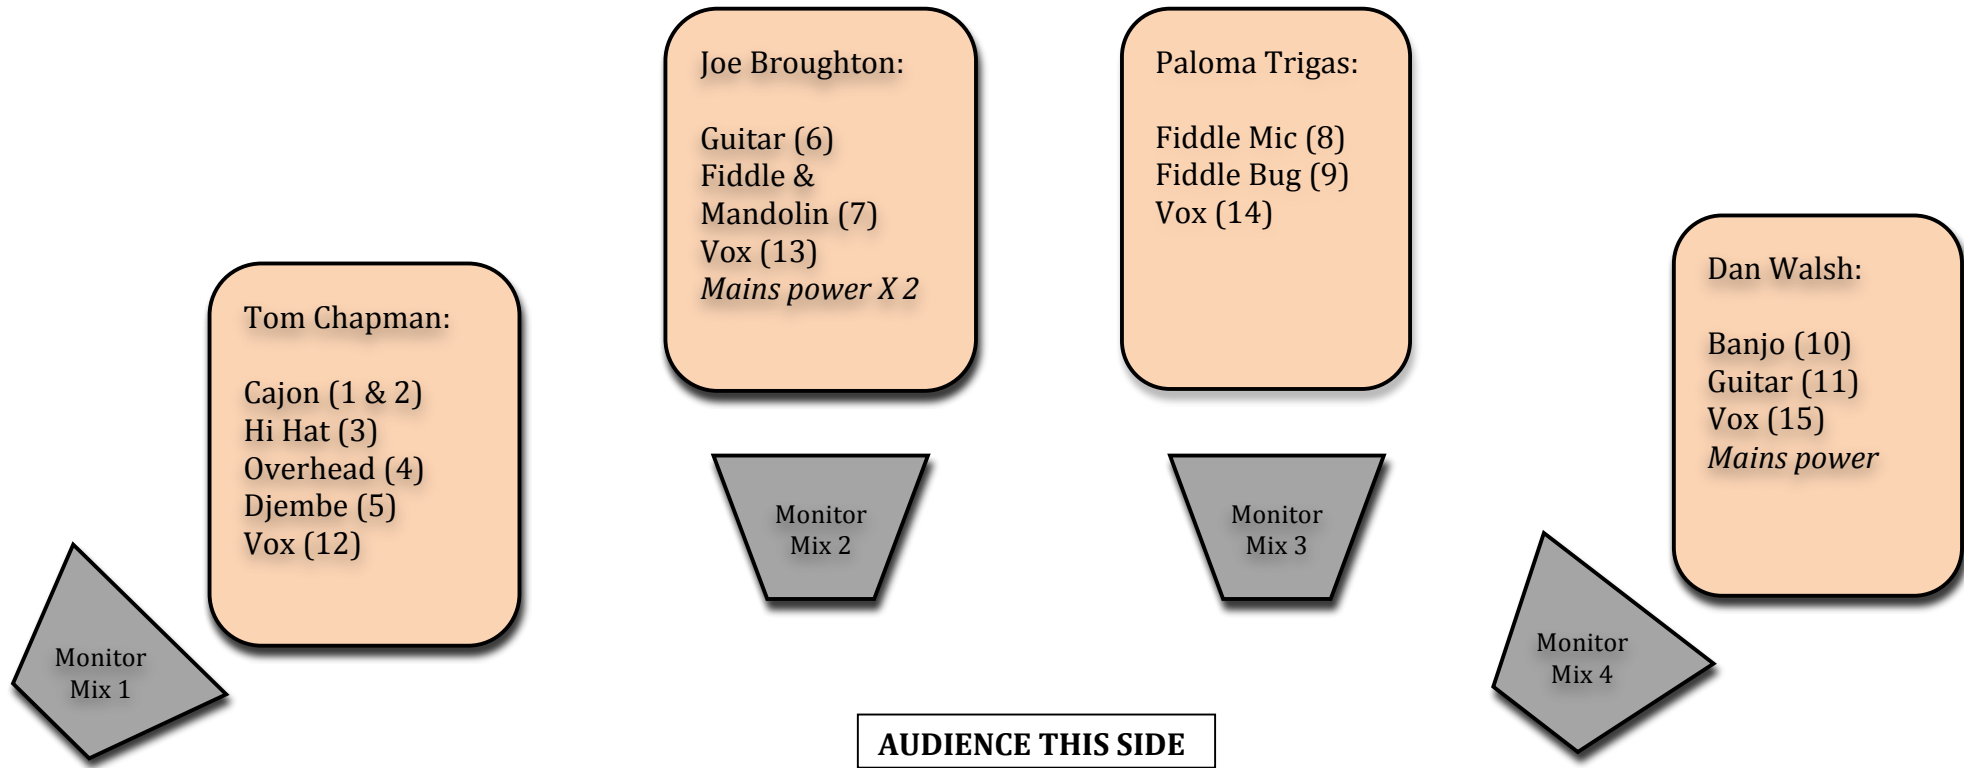 Joe Broughton:
Guitar (6)
Fiddle &
Mandolin (7)
Vox (13)
Mains power X 2
Paloma Trigas:
Fiddle Mic (8)
Fiddle Bug (9)
Vox (14)
Tom Chapman:
Cajon (1 & 2)
Hi Hat (3)
Overhead (4)
Djembe (5)
Vox (12)
Dan Walsh:
Banjo (10)
Guitar (11)
Vox (15)
Mains power
Monitor
Mix 1
Monitor
Mix 2
Monitor
Mix 3
Monitor
Mix 4
AUDIENCE THIS SIDE